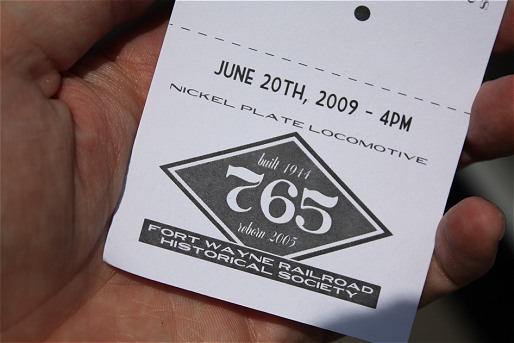 JUNE 20TH, 2009 - 4PM
NICKEL PLATE LOCOMOTIVE
built 1944
765
reborn 2005
FORT WAYNE RAILROAD
HISTORICAL SOCIETY